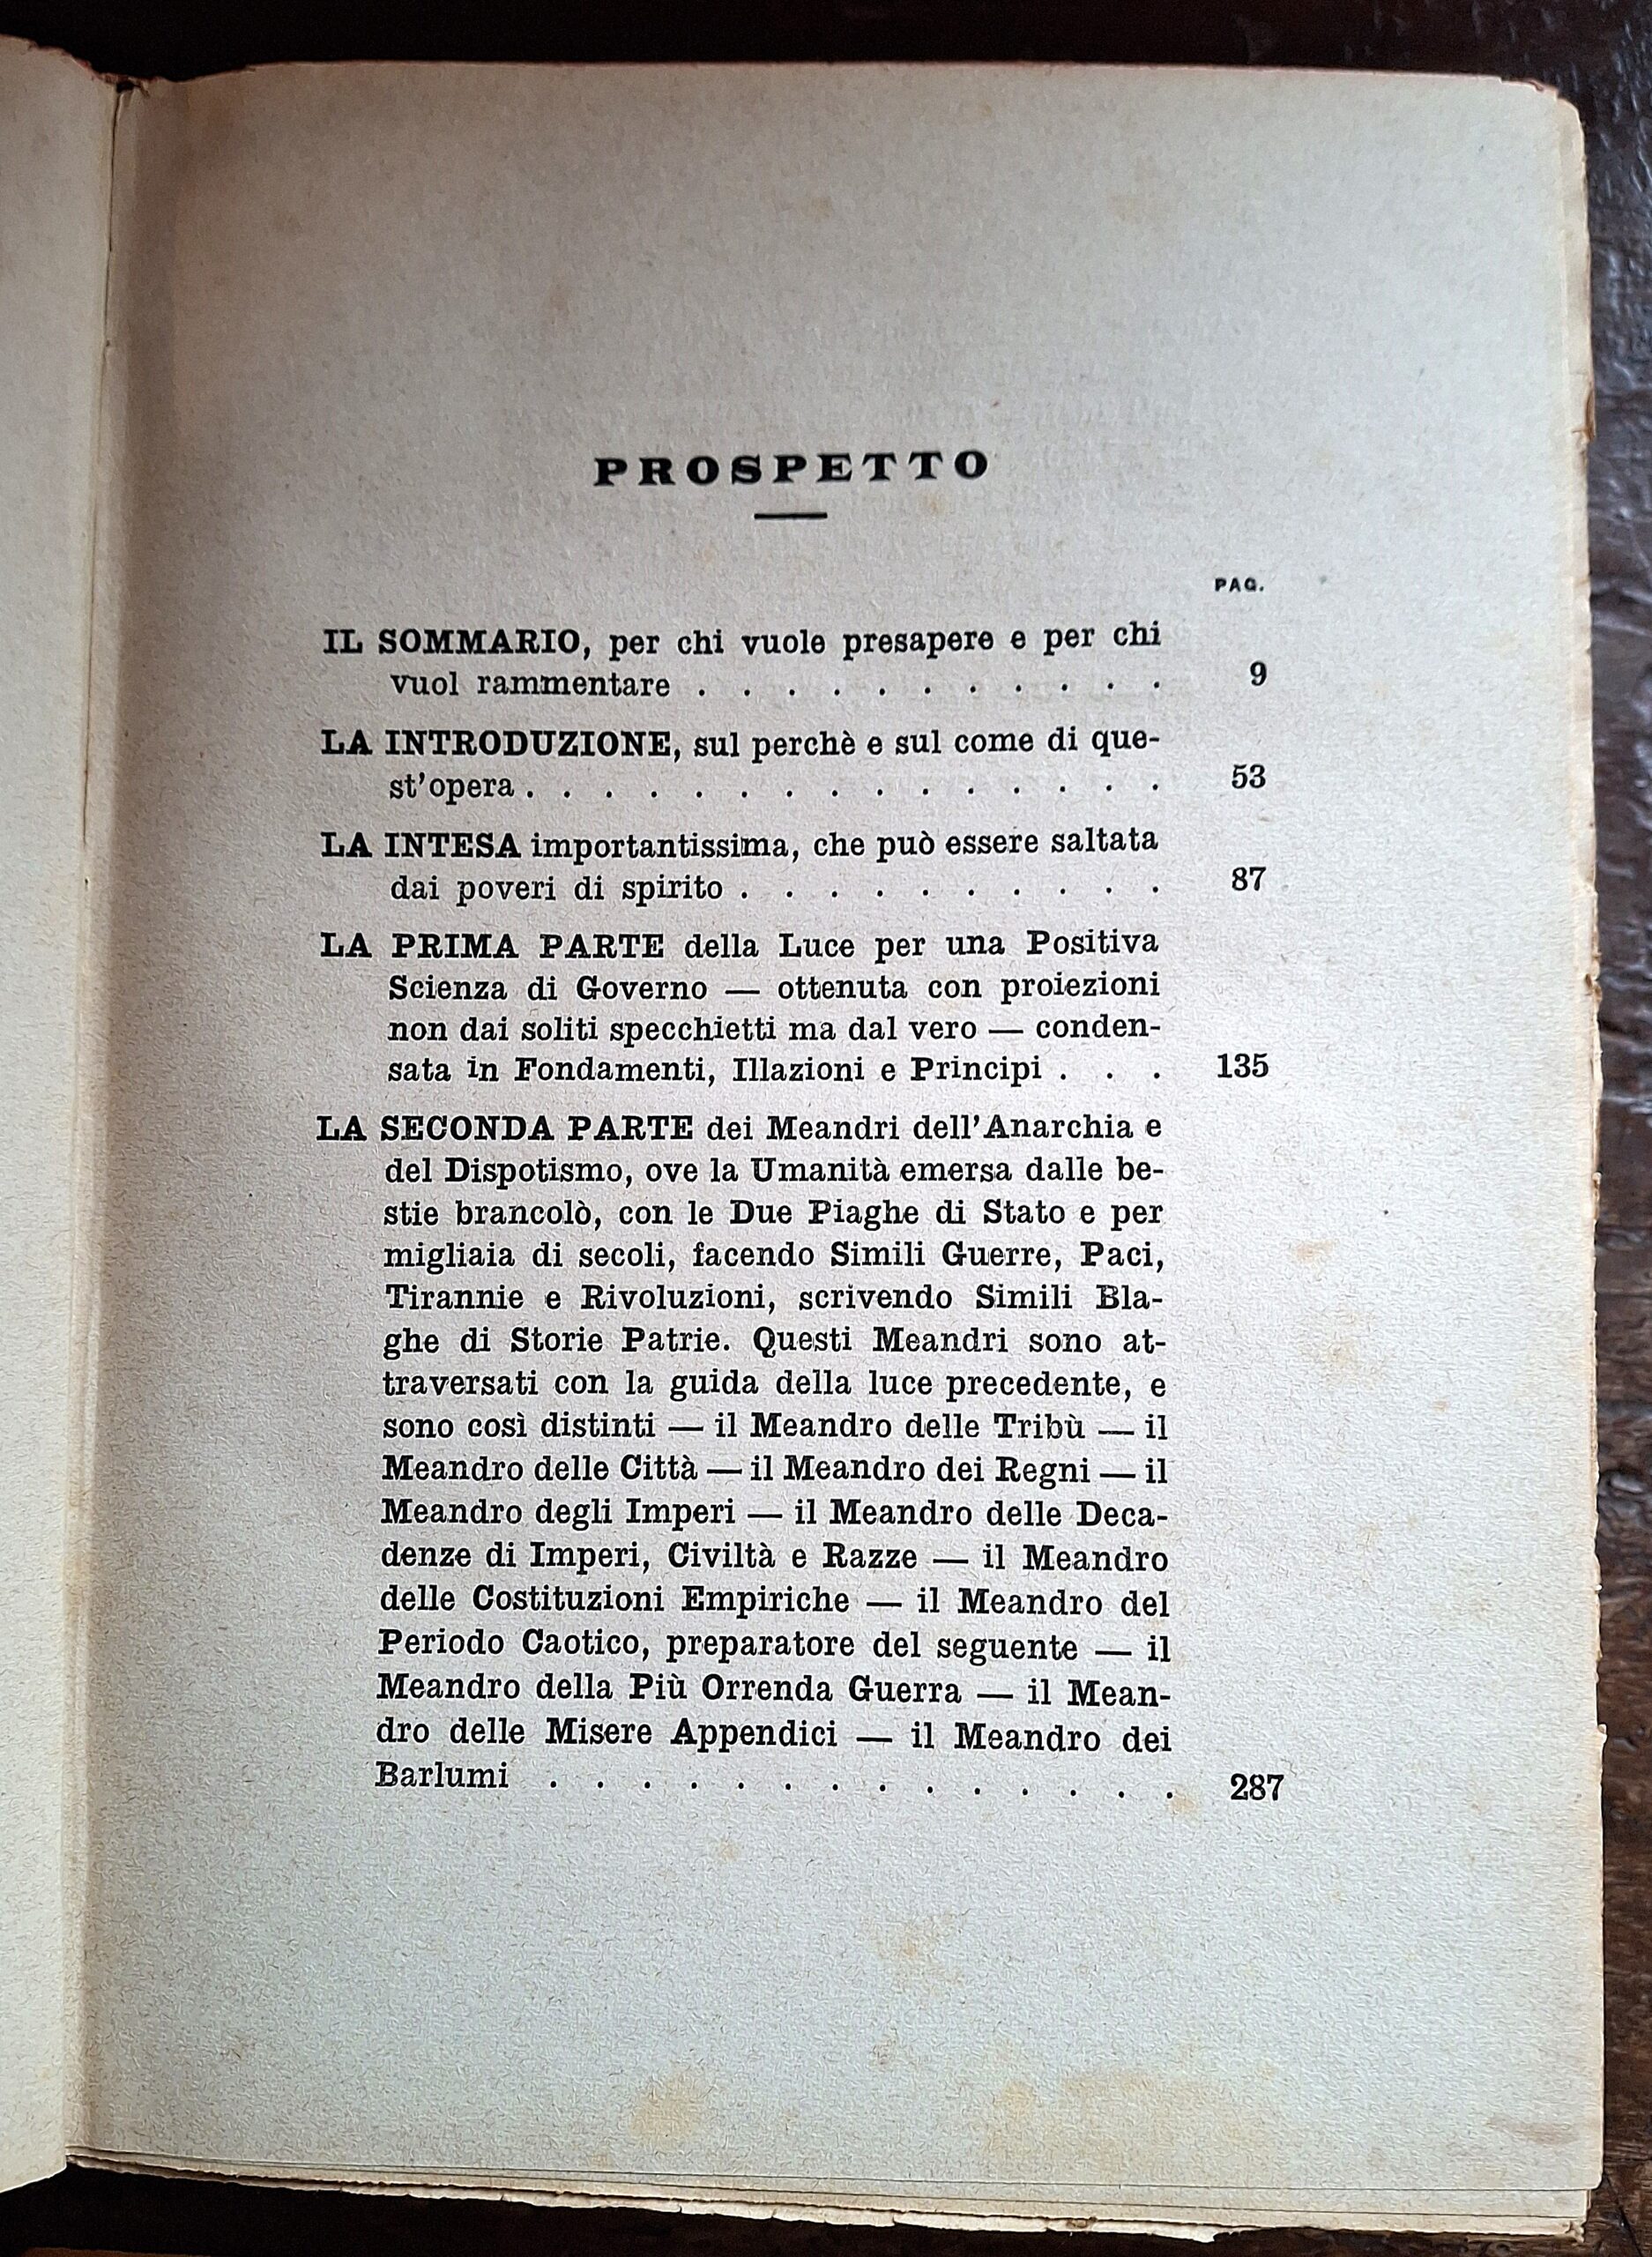 PROSPETTO
PAG.
IL SOMMARIO, per chi vuole presapere e per chi
vuol rammentare . . . . . . . . . . . 9
LA INTRODUZIONE, sul perchè e sul come di que-
st'opera . . . . . . . . . . . . . . . 53
LA INTESA importantissima, che può essere saltata
dai poveri di spirito . . . . . . . . . . 87
LA PRIMA PARTE della Luce per una Positiva
Scienza di Governo — ottenuta con proiezioni
non dai soliti specchietti ma dal vero — conden-
sata in Fondamenti, Illazioni e Principi . . . 135
LA SECONDA PARTE dei Meandri dell'Anarchia e
del Dispotismo, ove la Umanità emersa dalle be-
stie brancolò, con le Due Piaghe di Stato e per
migliaia di secoli, facendo Simili Guerre, Paci,
Tirannie e Rivoluzioni, scrivendo Simili Bla-
ghe di Storie Patrie. Questi Meandri sono at-
traversati con la guida della luce precedente, e
sono così distinti — il Meandro delle Tribù — il
Meandro delle Città — il Meandro dei Regni — il
Meandro degli Imperi — il Meandro delle Deca-
denze di Imperi, Civiltà e Razze — il Meandro
delle Costituzioni Empiriche — il Meandro del
Periodo Caotico, preparatore del seguente — il
Meandro della Più Orrenda Guerra — il Mean-
dro delle Misere Appendici — il Meandro dei
Barlumi . . . . . . . . . . . . . . 287